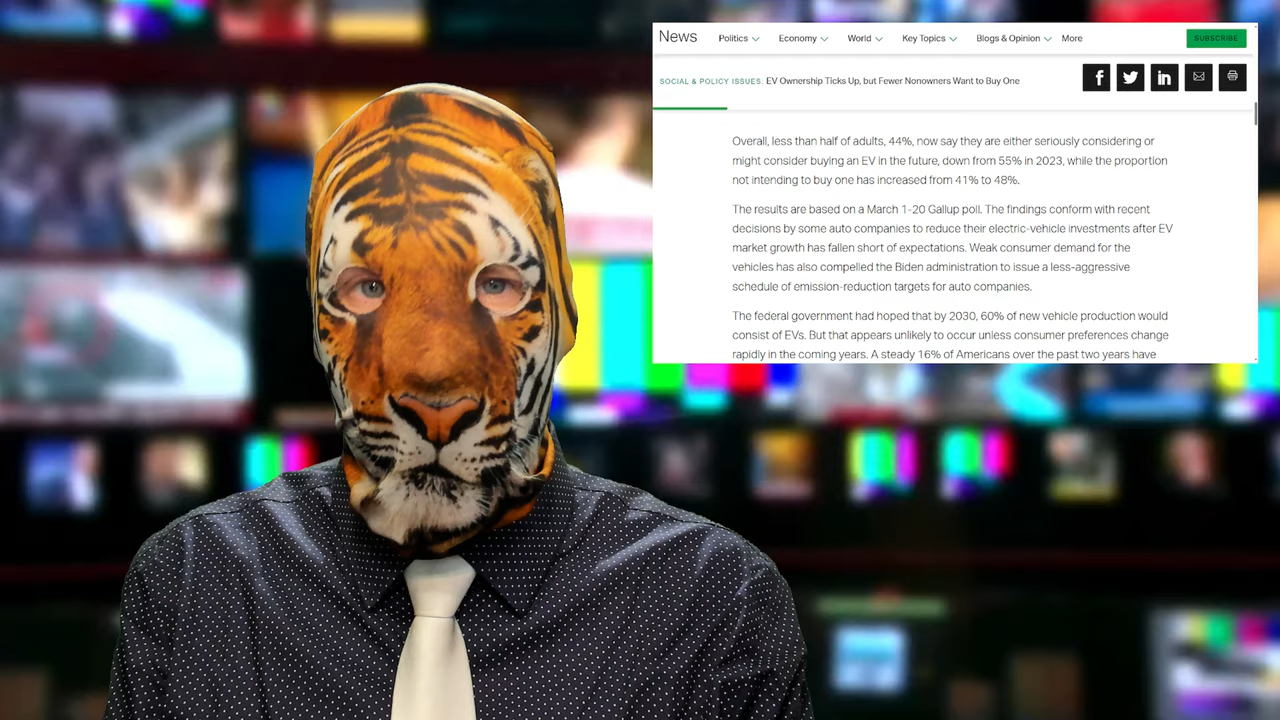 News
Politics Economy World Key Topics Blogs & Opinion More
SUBSCRIBE
SOCIAL & POLICY ISSUES: EV Ownership Ticks Up, but Fewer Nonowners Want to Buy One
Overall, less than half of adults, 44%, now say they are either seriously considering or
might consider buying an EV in the future, down from 55% in 2023, while the proportion
not intending to buy one has increased from 41% to 48%.
The results are based on a March 1-20 Gallup poll. The findings conform with recent
decisions by some auto companies to reduce their electric-vehicle investments after EV
market growth has fallen short of expectations. Weak consumer demand for the
vehicles has also compelled the Biden administration to issue a less-aggressive
schedule of emission-reduction targets for auto companies.
The federal government had hoped that by 2030, 60% of new vehicle production would
consist of EVs. But that appears unlikely to occur unless consumer preferences change
rapidly in the coming years. A steady 16% of Americans over the past two years have